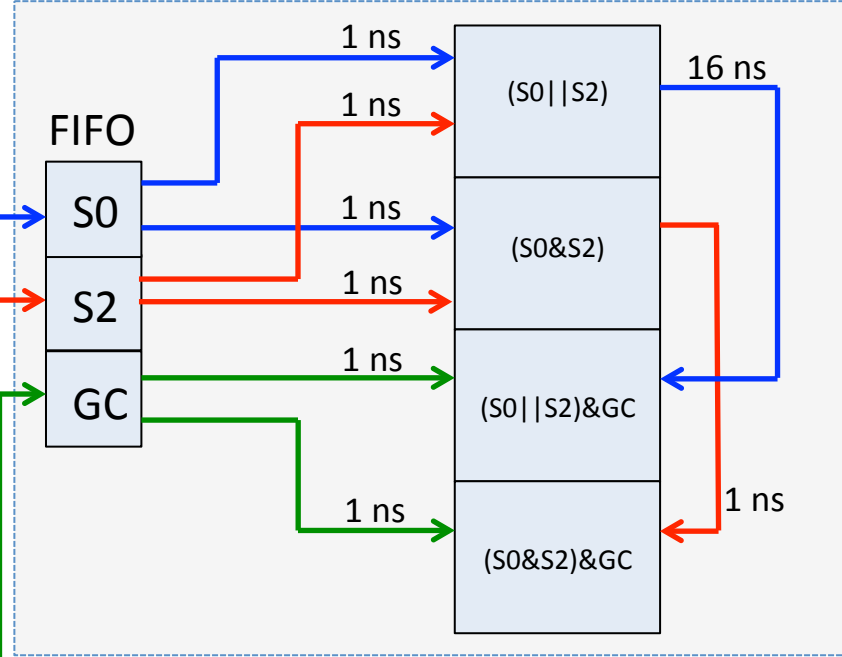 1 ns
(S0||S2)
16 ns
1 ns
FIFO
S0
1 ns
(S0&S2)
S2
1 ns
GC
1 ns
(S0||S2)&GC
1 ns
1 ns
(S0&S2)&GC